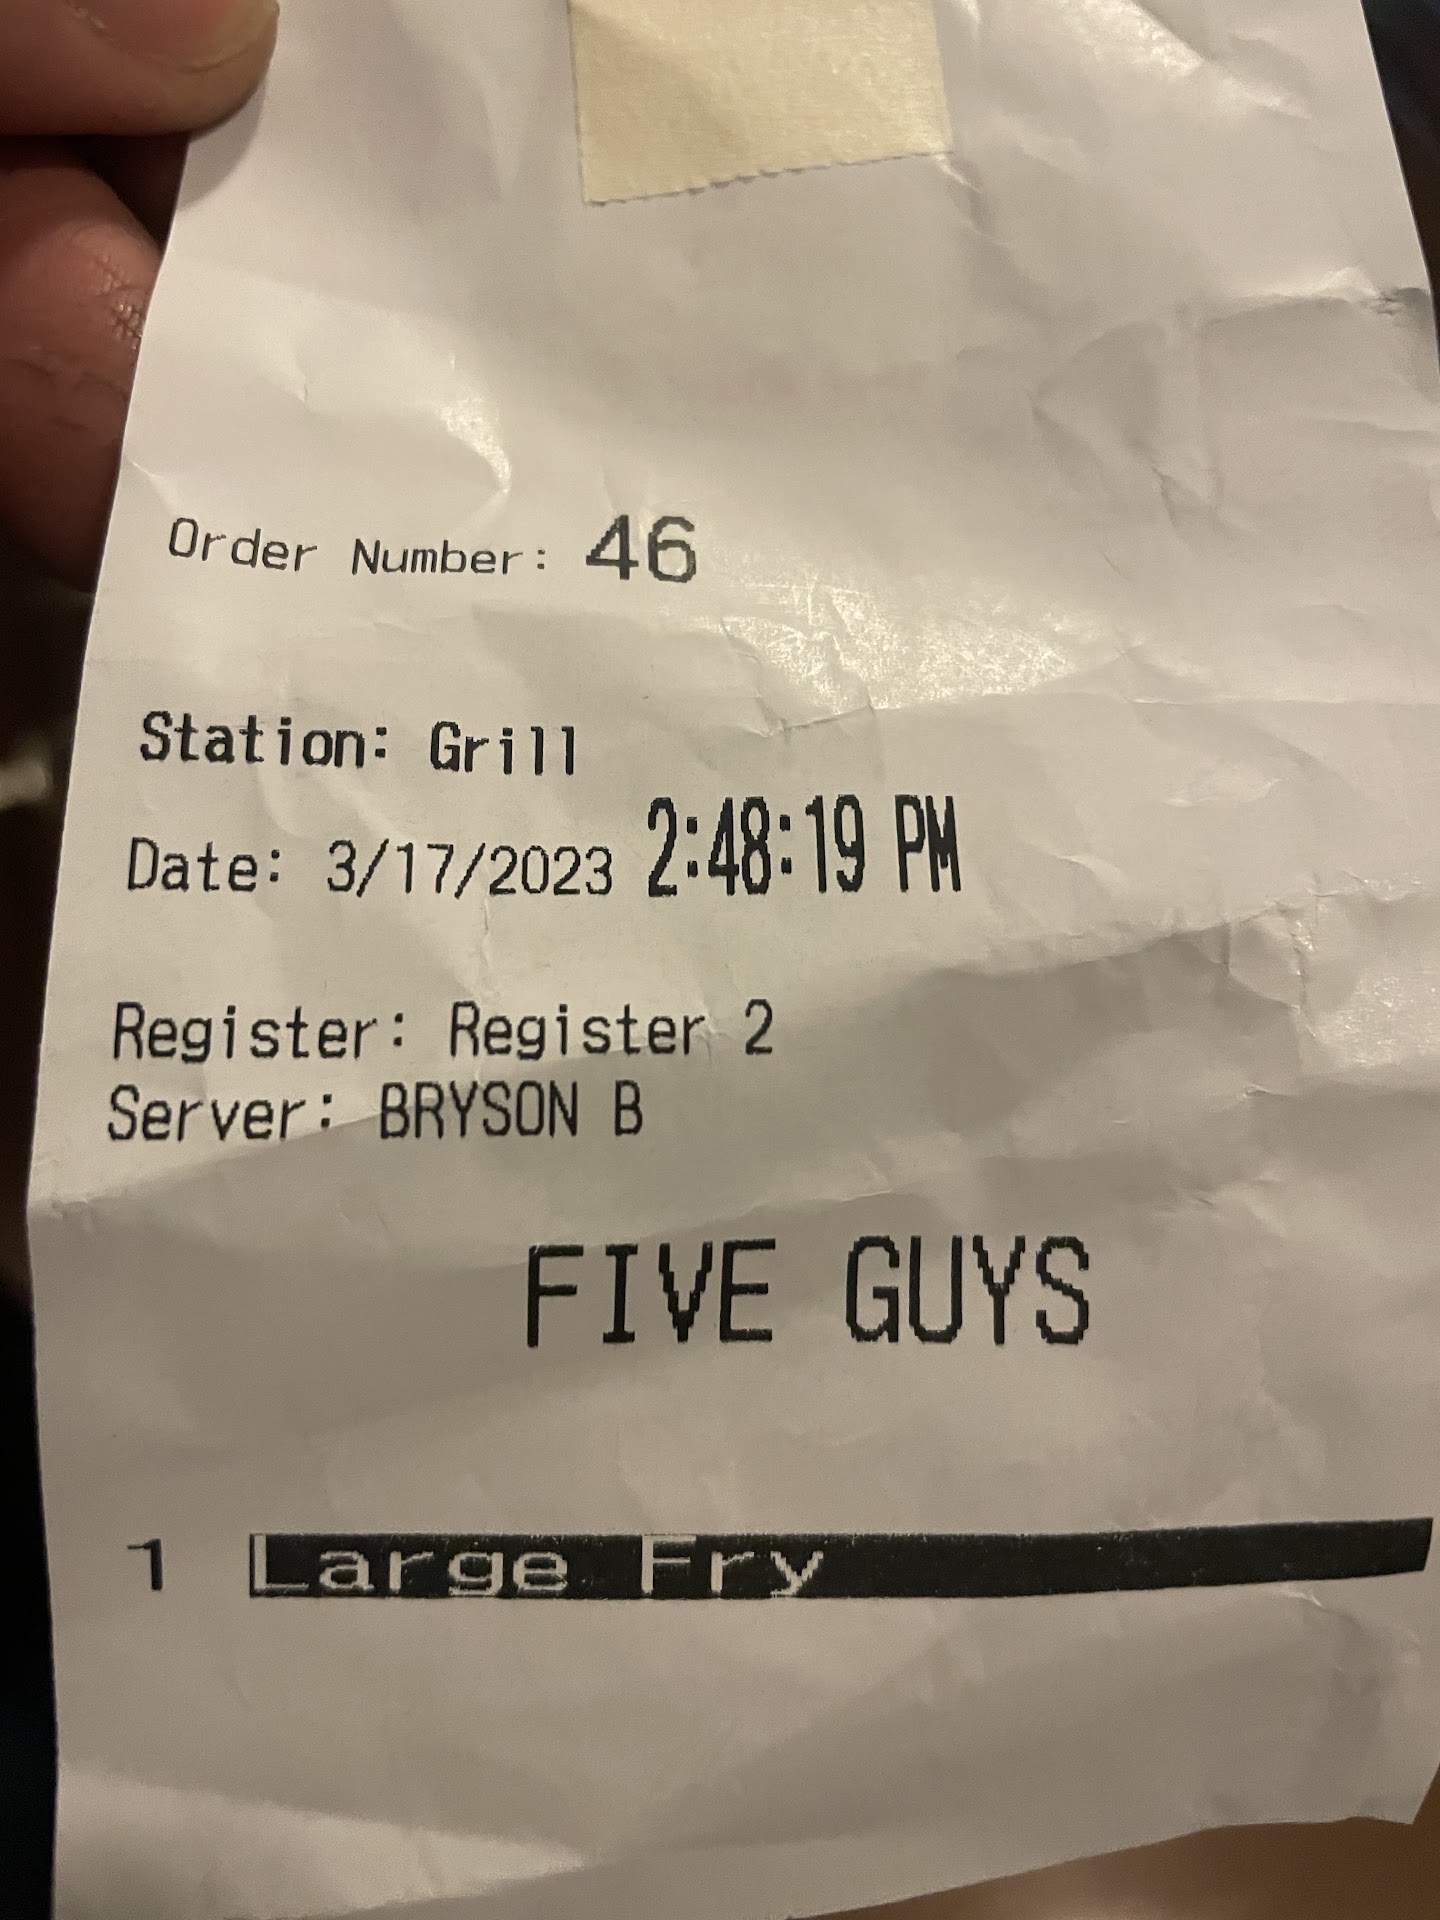 Order Number: 46
Station: Grill
Date: 3/17/2023 2:48:19 PM
Register: Register 2
Server: BRYSON B
FIVE GUYS
1 Large Fry